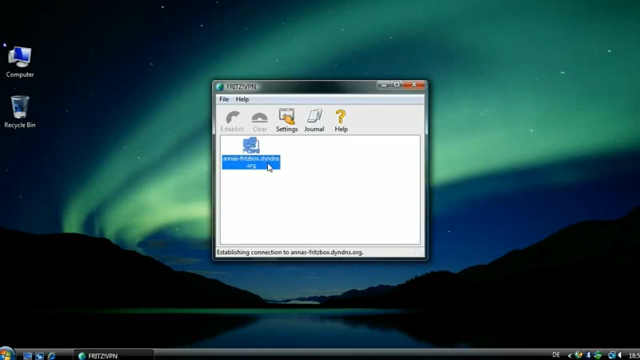 Computer
Recycle Bin
FRITZ!VPN
File Help
Establish Clear Settings Journal Help
annas-fritzbox.dyndns
.org
Establishing connection to annas-fritzbox.dyndns.org.
FRITZ!VPN
DE